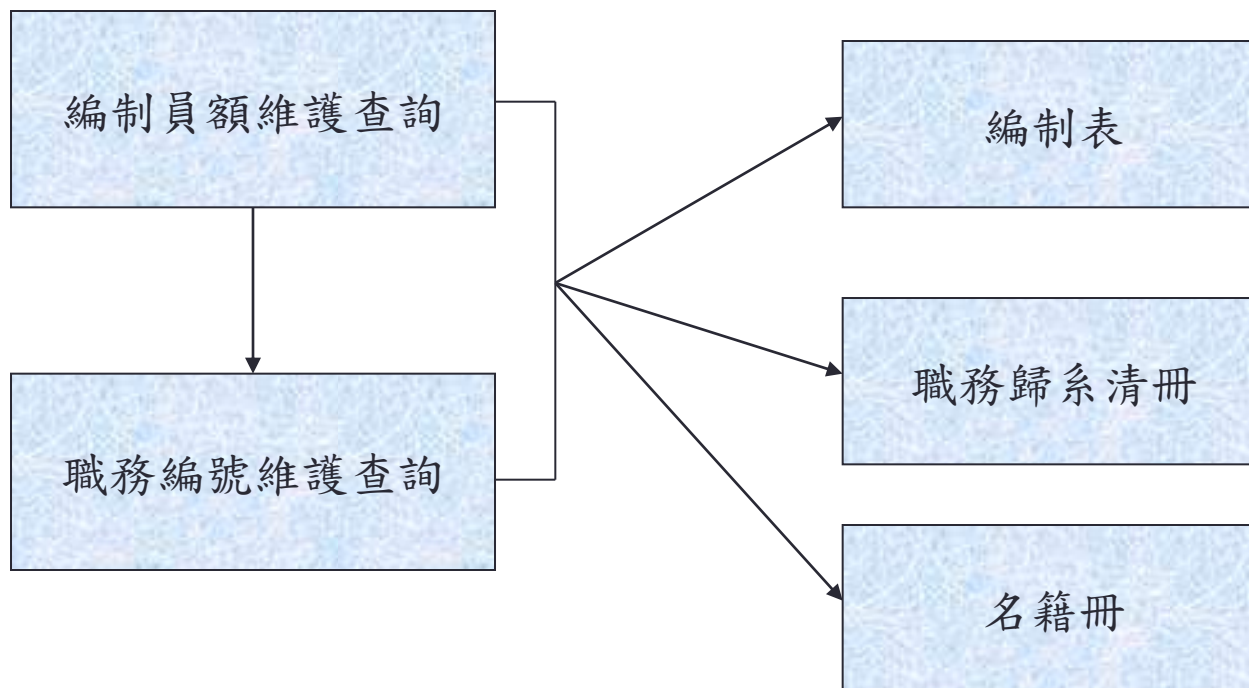 編制員額維護查詢
職務編號維護查詢
編制表
職務歸系清冊
名籍冊